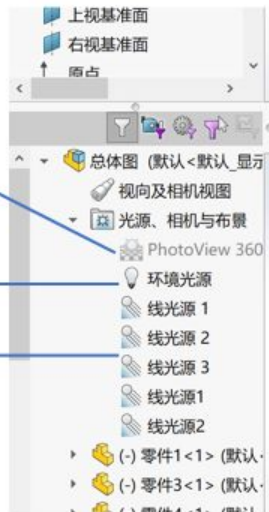 上视基准面
右视基准面
原点
总体图 (默认<默认_显示
视向及相机视图
光源、相机与布景
PhotoView 360
环境光源
线光源 1
线光源 2
线光源 3
线光源1
线光源2
(-) 零件1<1> (默认<
(-) 零件3<1> (默认<